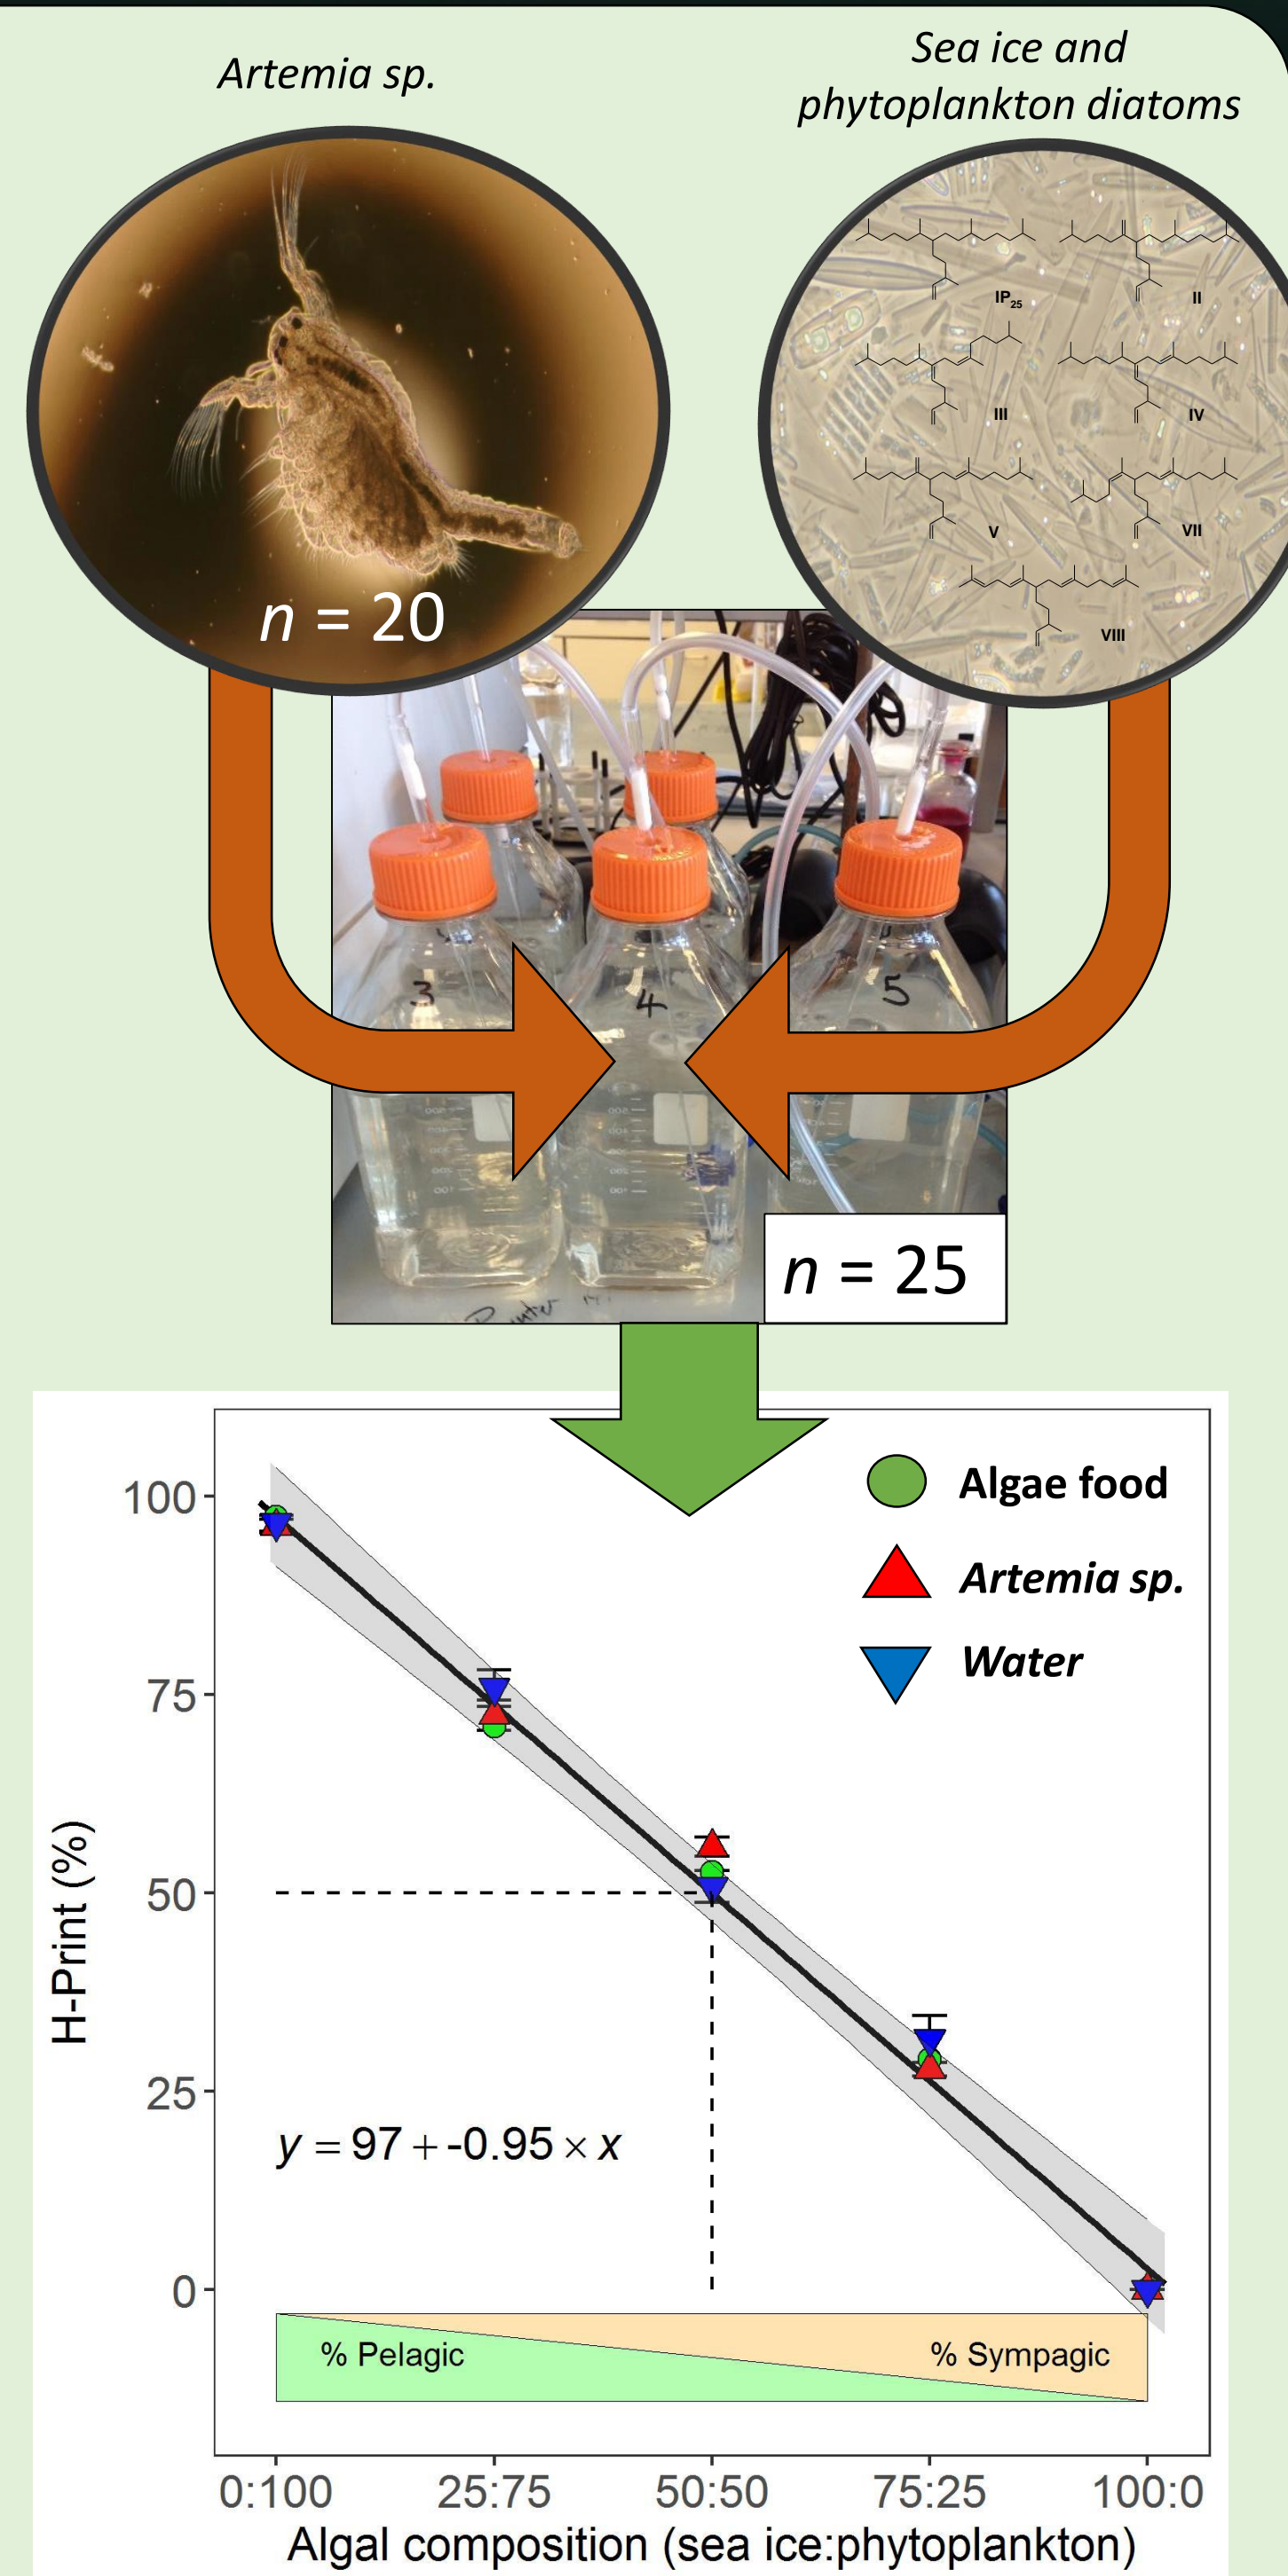 Artemia sp.
Sea ice and
phytoplankton diatoms
IP25
II
III
IV
V
VII
VIII
n = 20
3
4
5
n = 25
Algae food
Artemia sp.
Water
H-Print (%)
100
75
50
25
0
y = 97 + -0.95 × x
% Pelagic
% Sympagic
0:100
25:75
50:50
75:25
100:0
Algal composition (sea ice:phytoplankton)